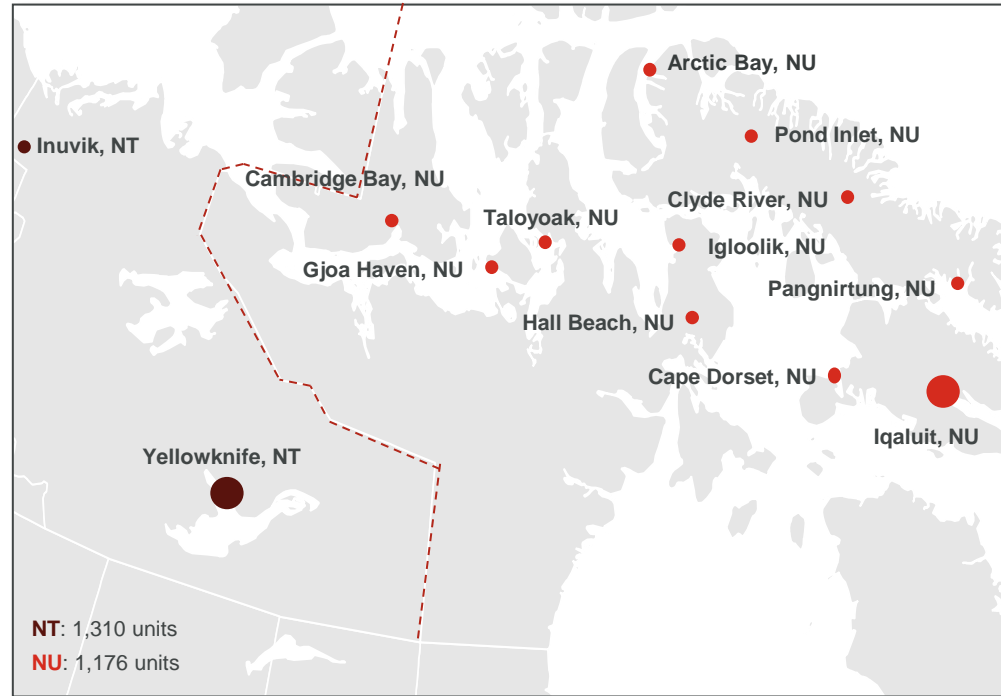 Arctic Bay, NU
Pond Inlet, NU
Inuvik, NT
Cambridge Bay, NU
Clyde River, NU
Taloyoak, NU
Igloolik, NU
Gjoa Haven, NU
Pangnirtung, NU
Hall Beach, NU
Cape Dorset, NU
Iqaluit, NU
Yellowknife, NT
NT: 1,310 units
NU: 1,176 units